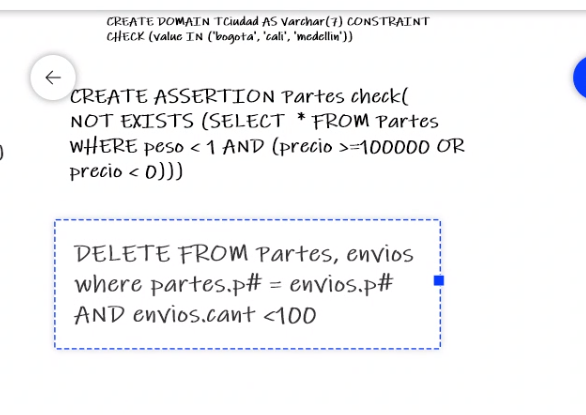 CREATE DOMAIN TCiudad AS Varchar(7) CONSTRAINT
CHECK (value IN ('bogota', 'cali', 'medellin'))
CREATE ASSERTION Partes check(
NOT EXISTS (SELECT * FROM Partes
WHERE peso < 1 AND (precio >=100000 OR
precio < 0)))
)
DELETE FROM Partes, envios
where partes.p# = envios.p#
AND envios.cant <100